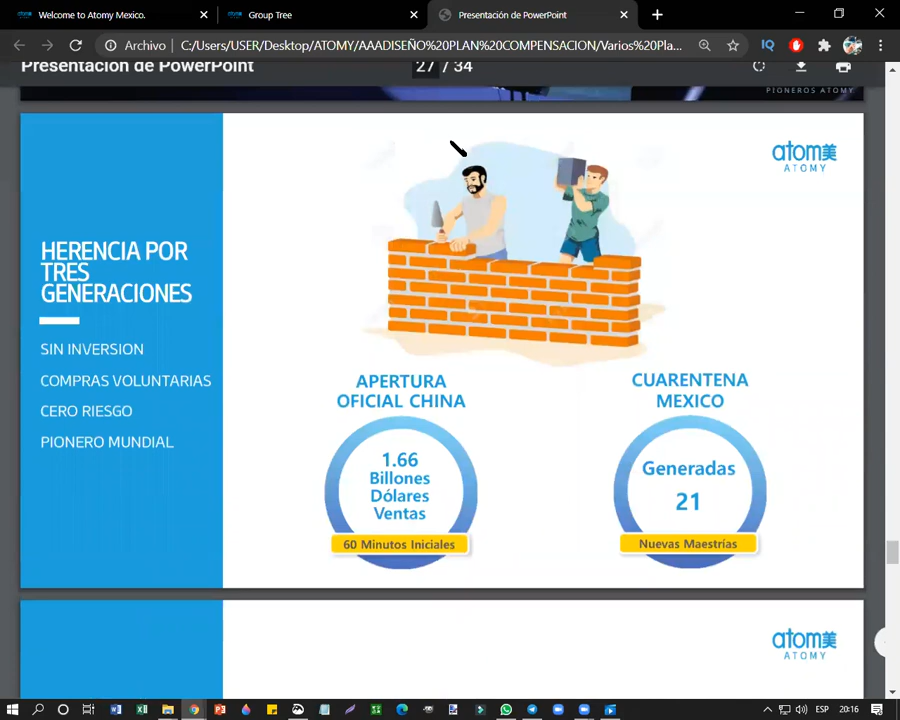 Welcome to Atomy Mexico.
Group Tree
Presentación de PowerPoint
Archivo
C:/Users/USER/Desktop/ATOMY/AAADISEÑO%20PLAN%20COMPENSACION/Varios%20Pla...
Presentación de PowerPoint
27 / 34
PIONEROS ATOMY
atom美
ATOMY
HERENCIA POR
TRES
GENERACIONES
SIN INVERSION
COMPRAS VOLUNTARIAS
CERO RIESGO
PIONERO MUNDIAL
APERTURA
OFICIAL CHINA
1.66
Billones
Dólares
Ventas
60 Minutos Iniciales
CUARENTENA
MEXICO
Generadas
21
Nuevas Maestrías
atom美
ATOMY
ESP
20:16